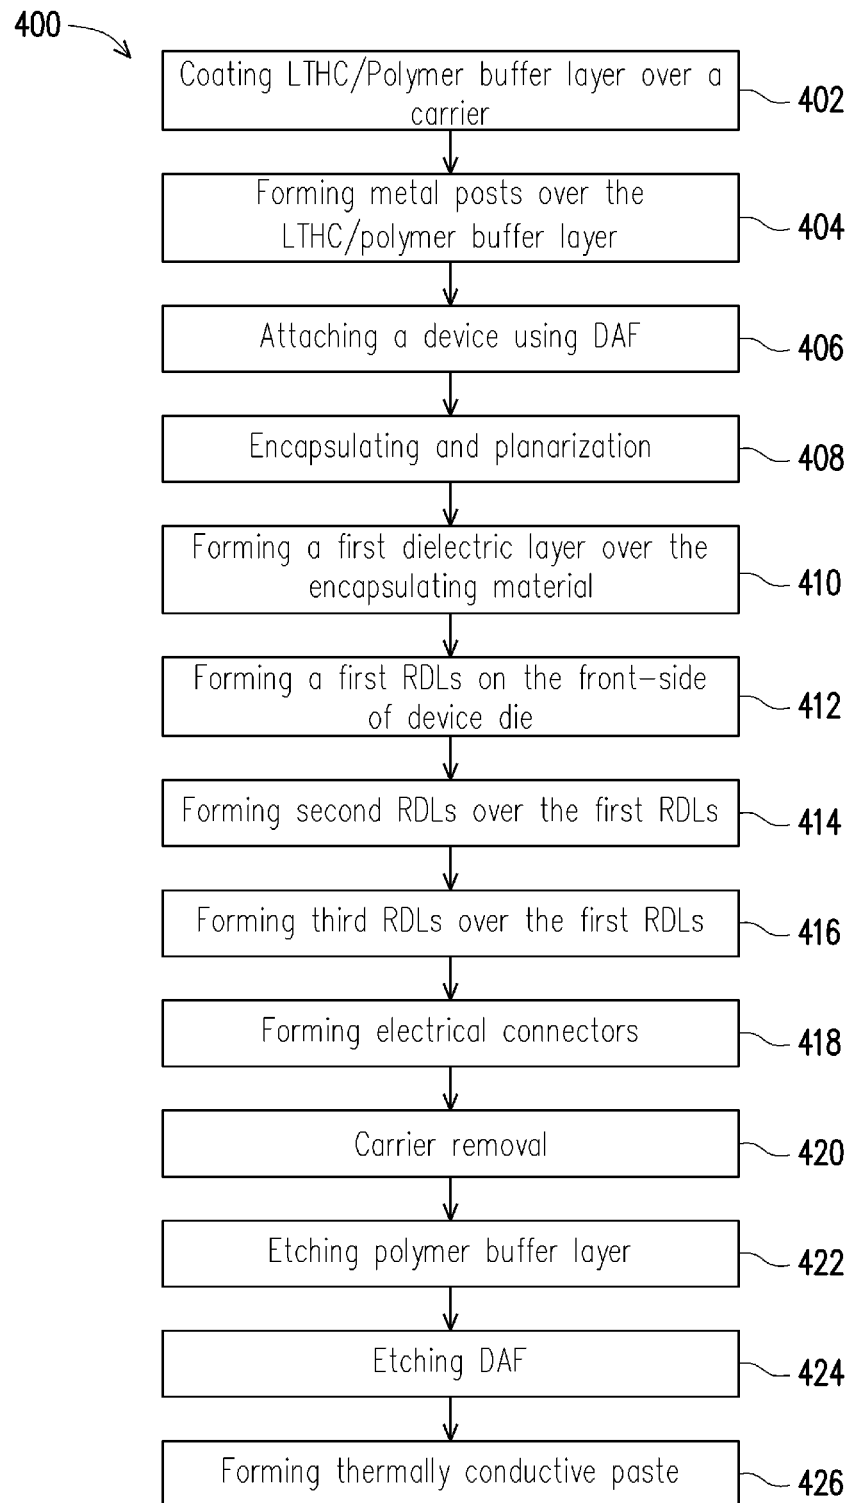 400
Coating LTHC/Polymer buffer layer over a
carrier
402
Forming metal posts over the
LTHC/polymer buffer layer
404
Attaching a device using DAF
406
Encapsulating and planarization
408
Forming a first dielectric layer over the
encapsulating material
410
Forming a first RDLs on the front-side
of device die
412
Forming second RDLs over the first RDLs
414
Forming third RDLs over the first RDLs
416
Forming electrical connectors
418
Carrier removal
420
Etching polymer buffer layer
422
Etching DAF
424
Forming thermally conductive paste
426